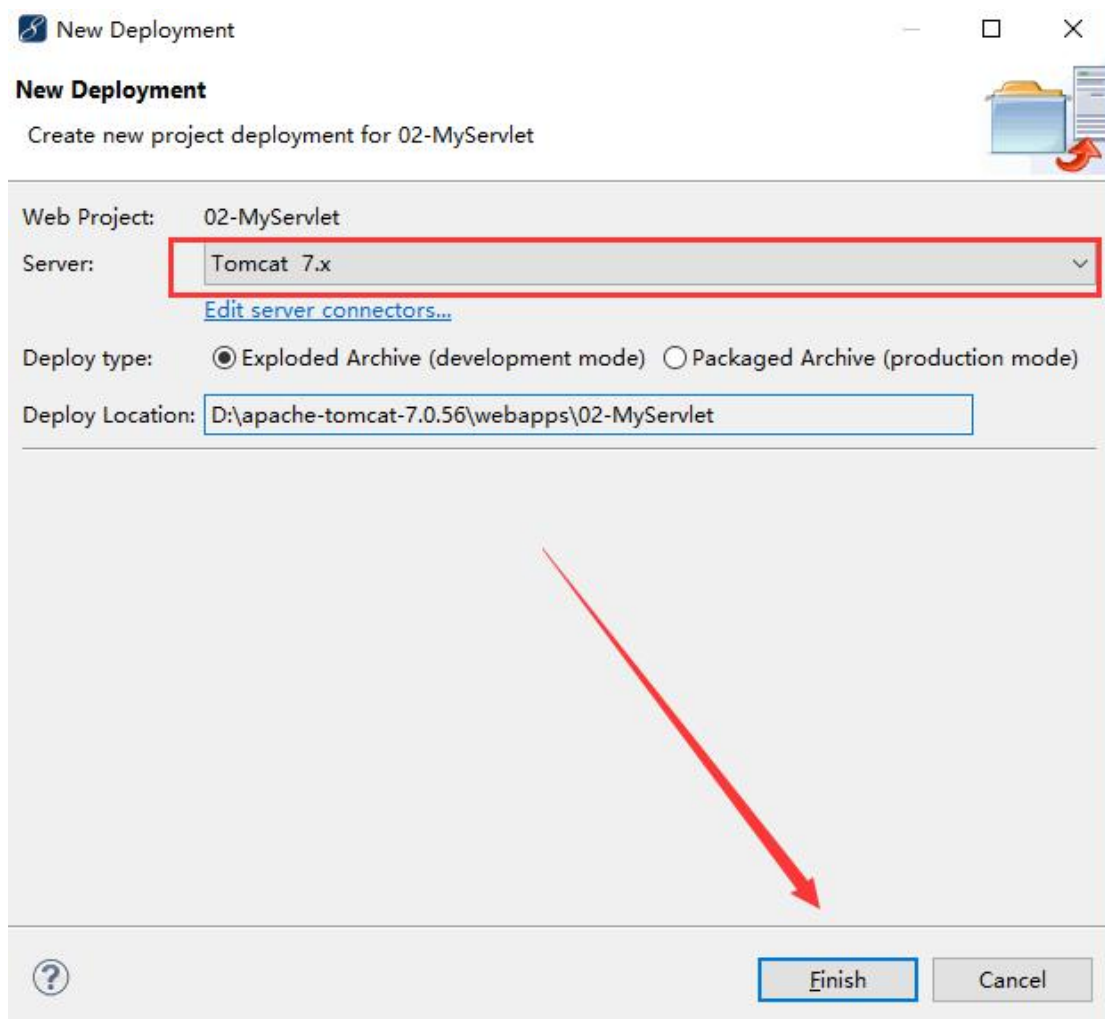 New Deployment
New Deployment
Create new project deployment for 02-MyServlet
Web Project: 02-MyServlet
Server: Tomcat 7.x
Edit server connectors...
Deploy type: Exploded Archive (development mode) Packaged Archive (production mode)
Deploy Location: D:\apache-tomcat-7.0.56\webapps\02-MyServlet
? Finish Cancel